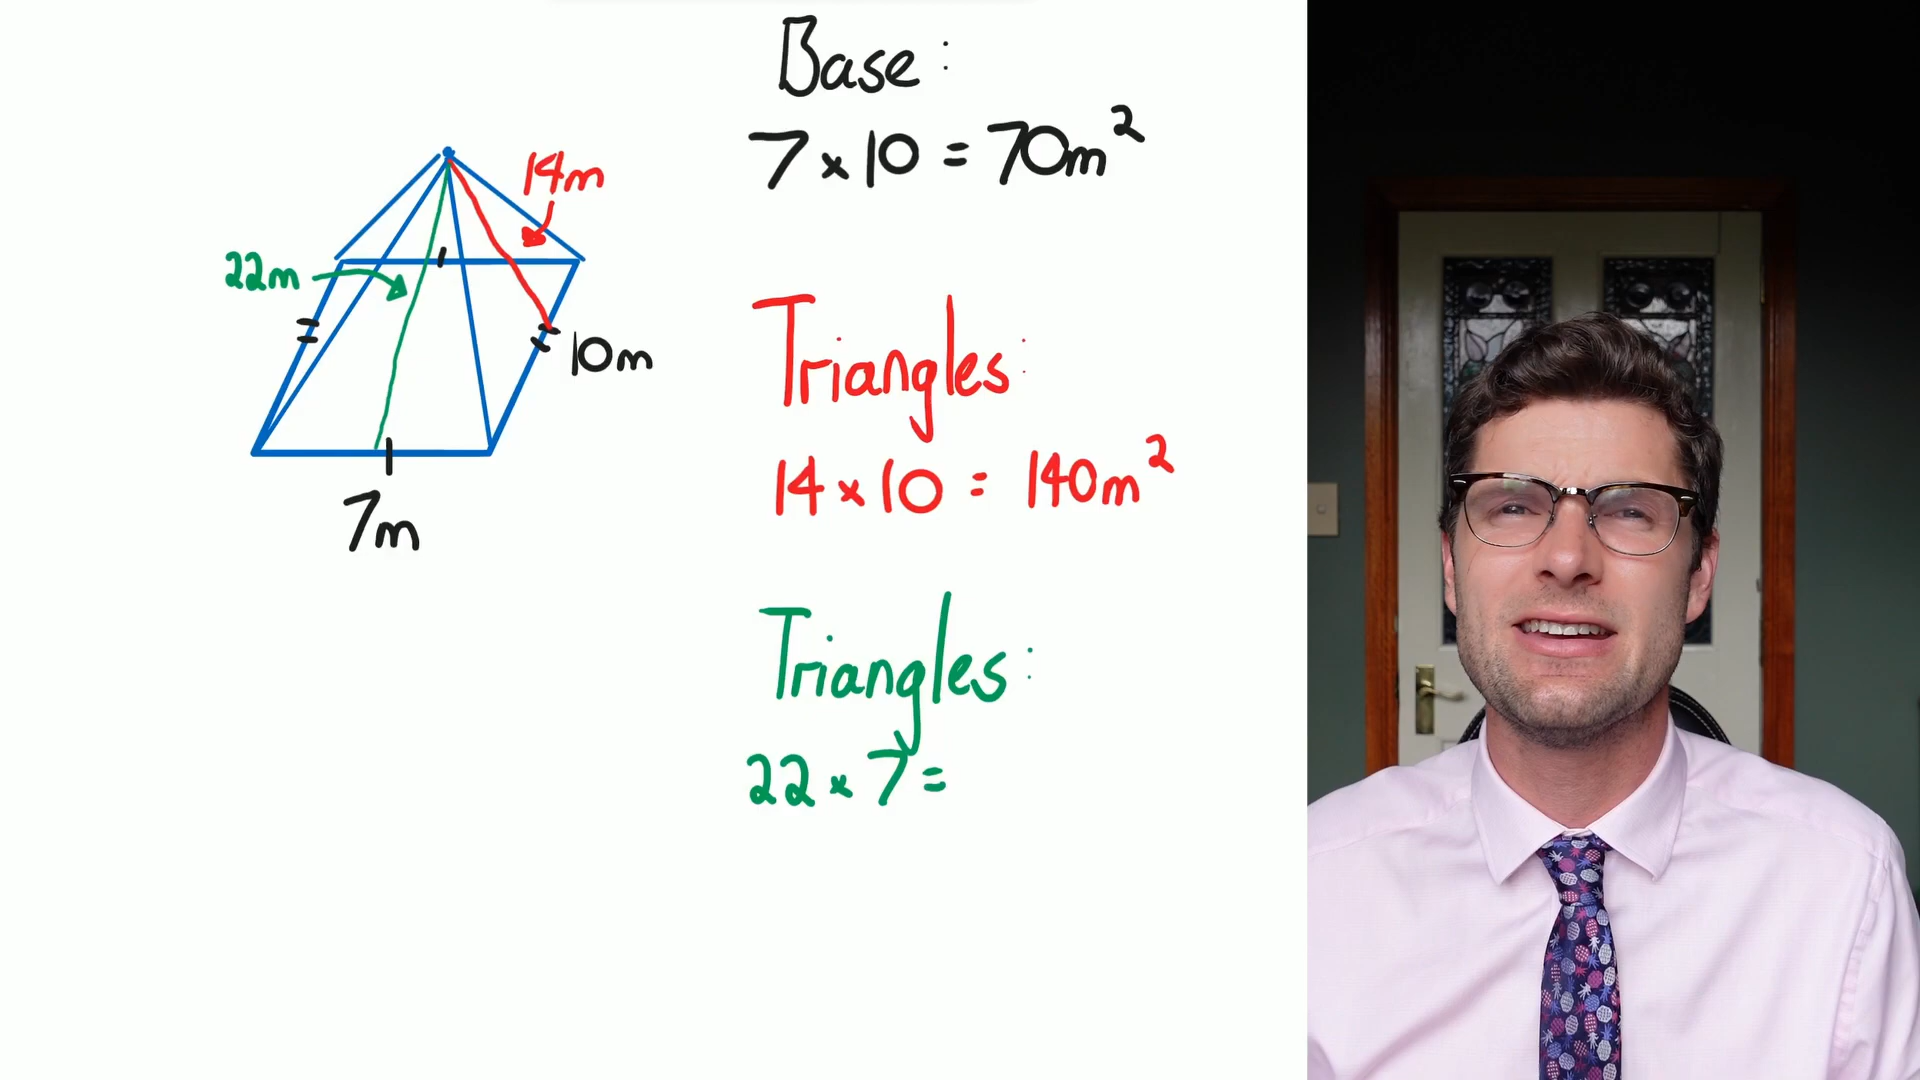 Base:
7 × 10 = 70m²
14m
22m
10m
7m
Triangles:
14 × 10 = 140m²
Triangles:
22 × 7 =